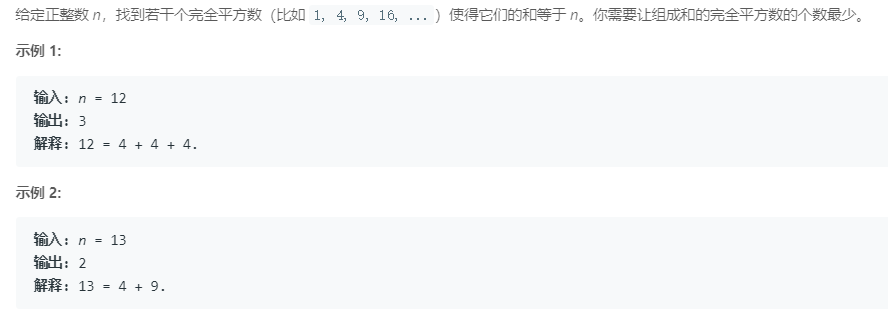 给定正整数 n，找到若干个完全平方数（比如 1, 4, 9, 16, ...）使得它们的和等于 n。你需要让组成和的完全平方数的个数最少。
示例 1:
输入：n = 12
输出：3
解释：12 = 4 + 4 + 4.
示例 2:
输入：n = 13
输出：2
解释：13 = 4 + 9.